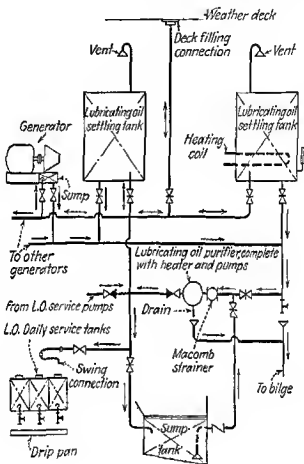 Weather deck
Deck filling
connection
Vent
Vent
Lubricating oil
settling tank
Lubricating oil
settling tank
Generator
Heating
coil
Sump
To other
generators
Lubricating oil purifier, complete
with heater and pumps
From L.O. service pumps
Drain
L.O. Daily service tanks
Swing
connection
Macomb
strainer
To bilge
Sump
tank
Drip pan